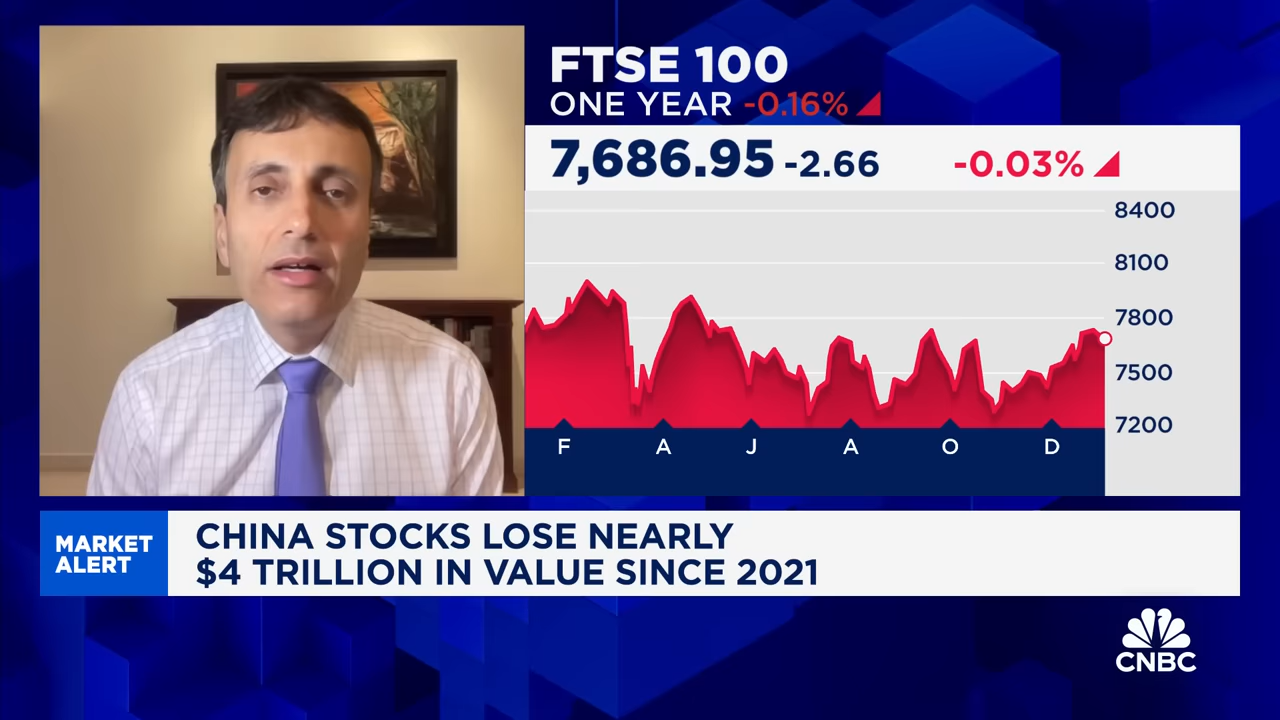 FTSE 100
ONE YEAR -0.16%
7,686.95 -2.66 -0.03%
8400
8100
7800
7500
7200
F A J A O D
MARKET ALERT
CHINA STOCKS LOSE NEARLY
$4 TRILLION IN VALUE SINCE 2021
CNBC